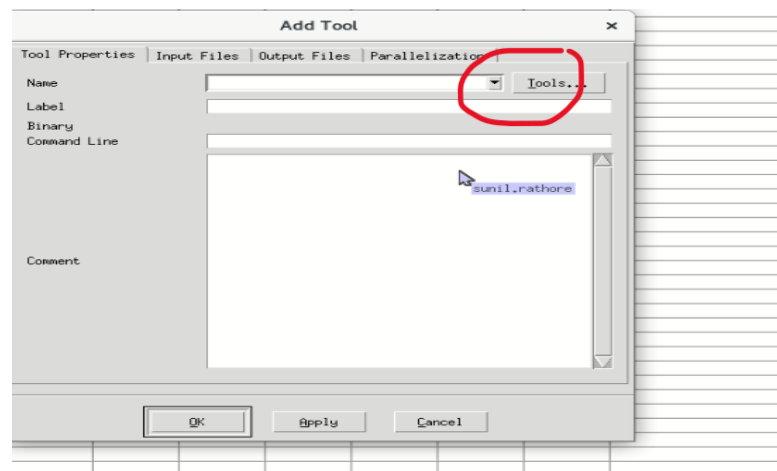 Add Tool ×
Tool Properties Input Files Output Files Parallelization
Name Tools...
Label
Binary
Command Line
sunil.rathore
Comment
OK Apply Cancel